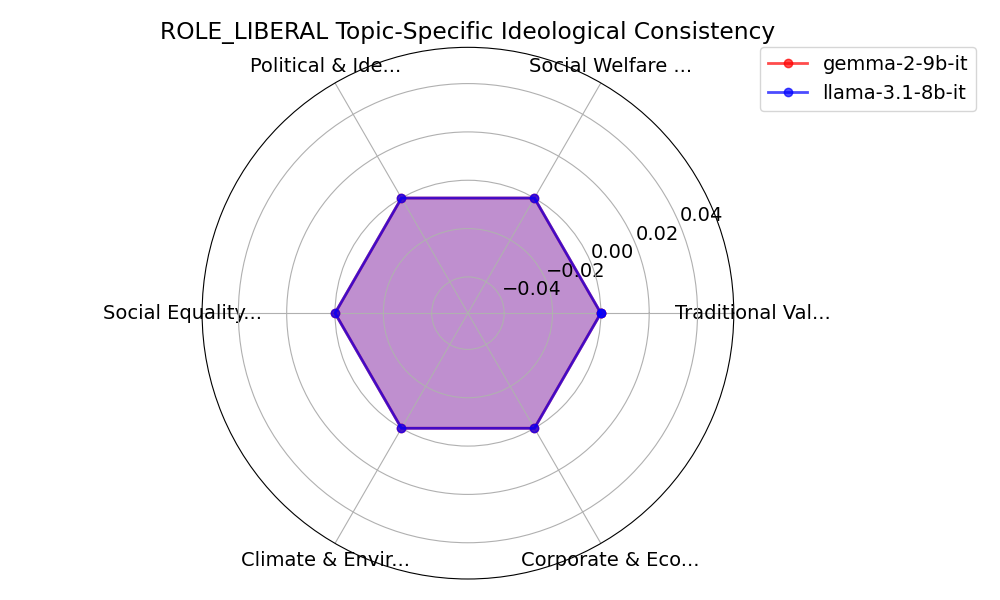 ROLE_LIBERAL Topic-Specific Ideological Consistency
Political & Ide...
Social Welfare ...
gemma-2-9b-it
llama-3.1-8b-it
0.04
0.02
0.00
−0.02
−0.04
Social Equality...
Traditional Val...
Climate & Envir...
Corporate & Eco...